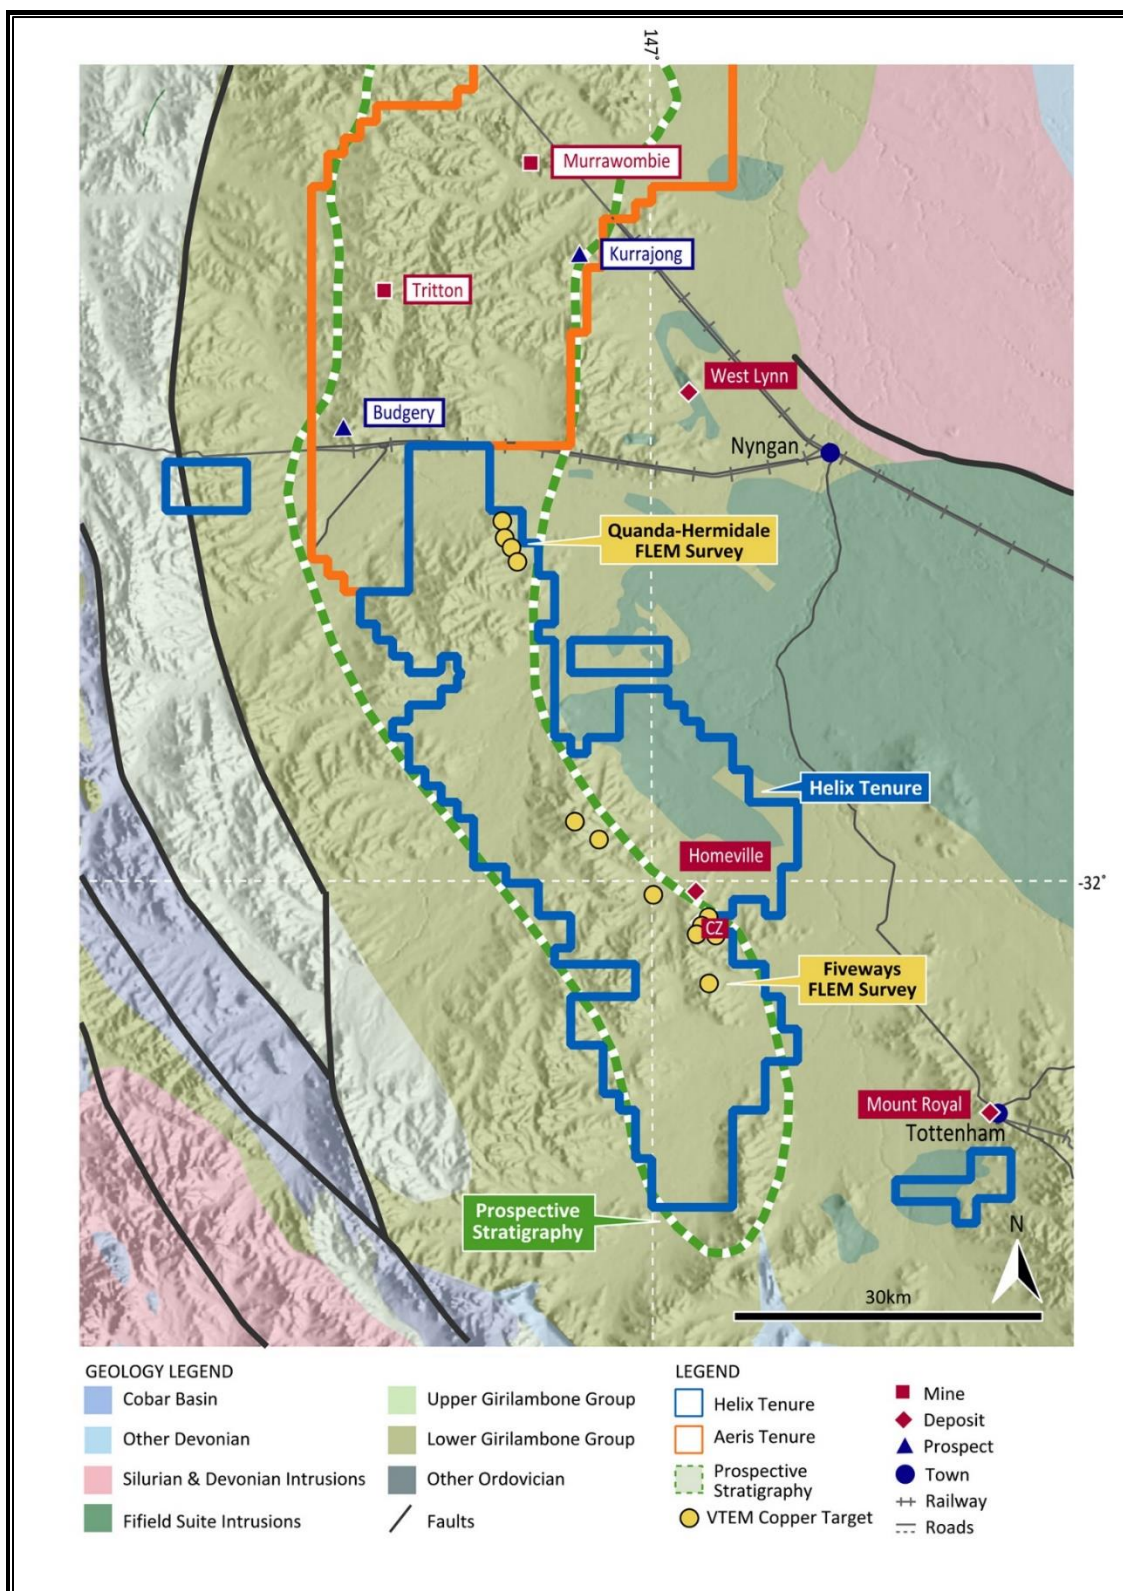 147°
Murrawombie
Kurrajong
Tritton
West Lynn
Budgery
Nyngan
Quanda-Hermidale
FLEM Survey
Helix Tenure
Homeville
-32°
CZ
Fiveways
FLEM Survey
Mount Royal
Tottenham
Prospective
Stratigraphy
N
30km
GEOLOGY LEGEND
Cobar Basin
Other Devonian
Silurian & Devonian Intrusions
Fifield Suite Intrusions
Upper Girilambone Group
Lower Girilambone Group
Other Ordovician
Faults
LEGEND
Helix Tenure
Aeris Tenure
Prospective
Stratigraphy
VTEM Copper Target
Mine
Deposit
Prospect
Town
Railway
Roads